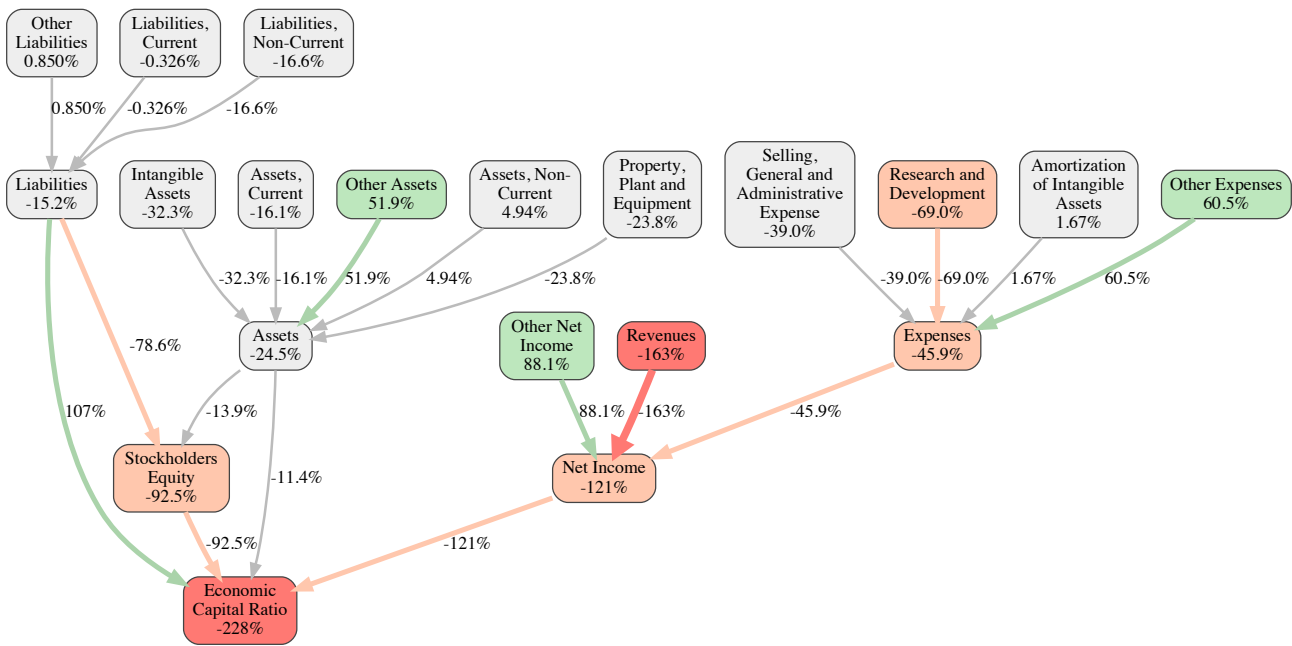 Other
Liabilities
0.850%
Liabilities,
Current
-0.326%
Liabilities,
Non-Current
-16.6%
0.850%
-0.326%
-16.6%
Liabilities
-15.2%
Intangible
Assets
-32.3%
Assets,
Current
-16.1%
Other Assets
51.9%
Assets, Non-
Current
4.94%
Property,
Plant and
Equipment
-23.8%
Selling,
General and
Administrative
Expense
-39.0%
Research and
Development
-69.0%
Amortization
of Intangible
Assets
1.67%
Other Expenses
60.5%
-32.3%
-16.1%
51.9%
4.94%
-23.8%
-39.0%
-69.0%
1.67%
60.5%
Assets
-24.5%
Other Net
Income
88.1%
Revenues
-163%
Expenses
-45.9%
-78.6%
107%
-13.9%
88.1%
-163%
-45.9%
Stockholders
Equity
-92.5%
-11.4%
Net Income
-121%
-92.5%
-121%
Economic
Capital Ratio
-228%